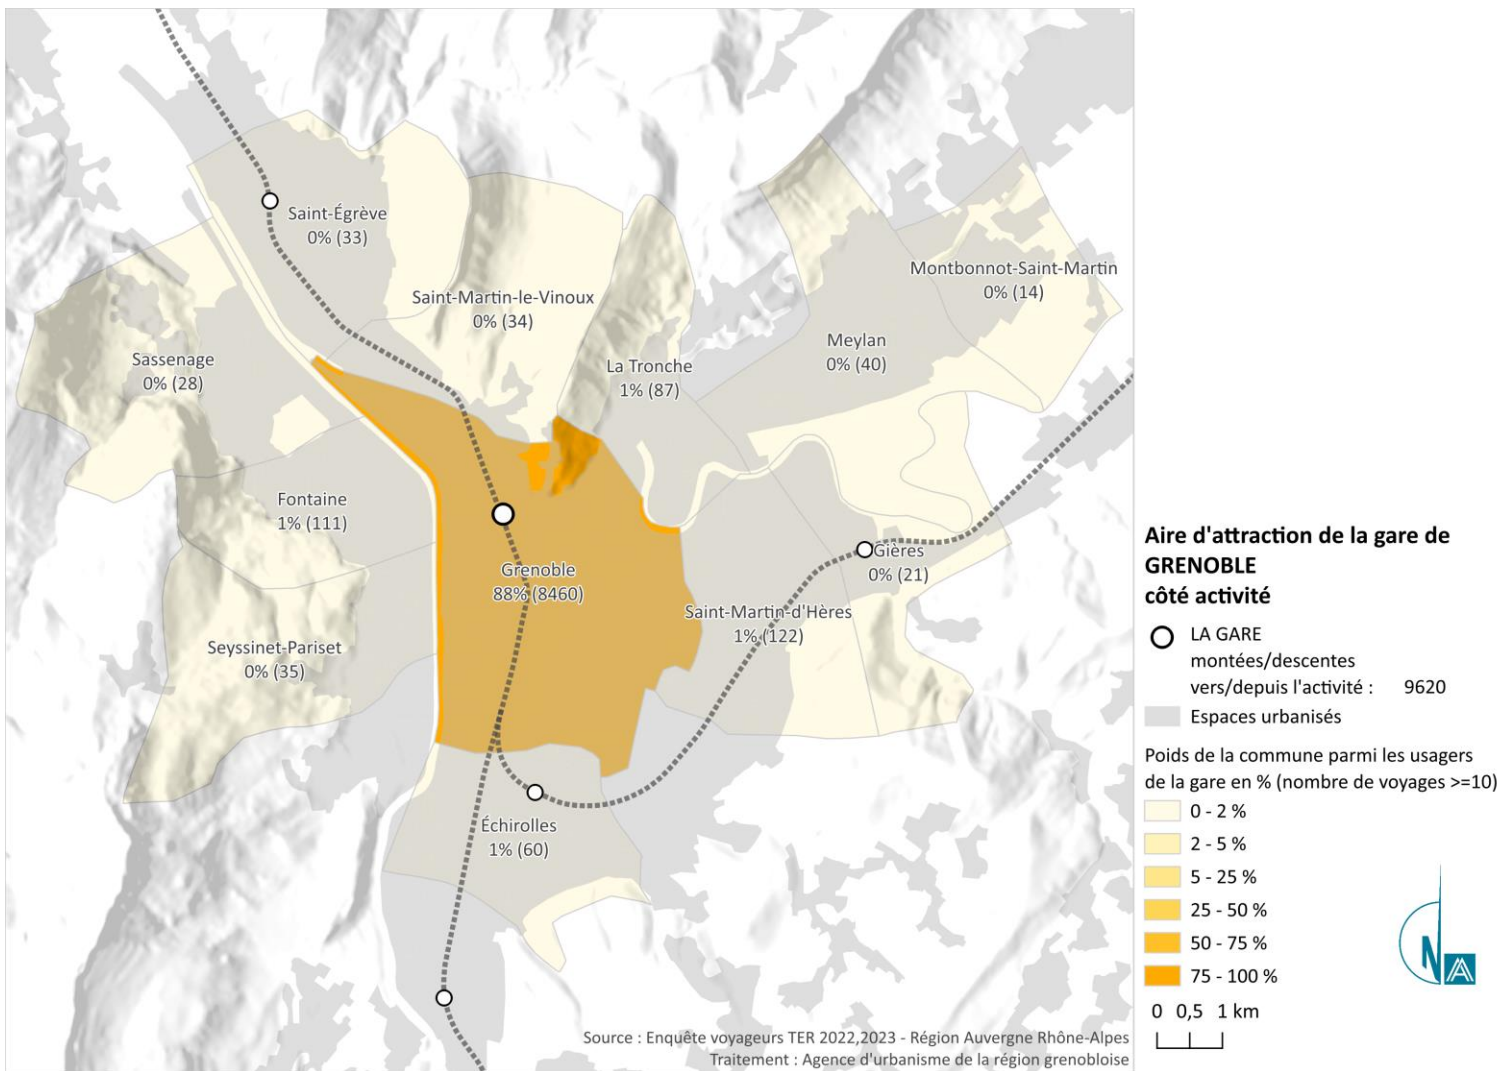 Saint-Égrève
0% (33)
Saint-Martin-le-Vinoux
0% (34)
Montbonnot-Saint-Martin
0% (14)
Sassenage
0% (28)
La Tronche
1% (87)
Meylan
0% (40)
Fontaine
1% (111)
Grenoble
88% (8460)
Gières
0% (21)
Saint-Martin-d'Hères
1% (122)
Seyssinet-Pariset
0% (35)
Échirolles
1% (60)
Source : Enquête voyageurs TER 2022,2023 - Région Auvergne Rhône-Alpes
Traitement : Agence d'urbanisme de la région grenobloise
Aire d'attraction de la gare de
GRENOBLE
côté activité
LA GARE
montées/descentes
vers/depuis l'activité : 9620
Espaces urbanisés
Poids de la commune parmi les usagers
de la gare en % (nombre de voyages >=10)
0 - 2 %
2 - 5 %
5 - 25 %
25 - 50 %
50 - 75 %
75 - 100 %
0 0,5 1 km
N